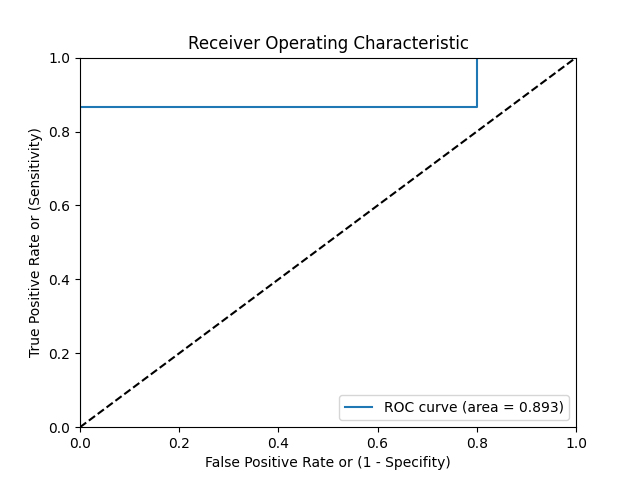 Receiver Operating Characteristic
1.0
0.8
0.6
0.4
0.2
0.0
True Positive Rate or (Sensitivity)
ROC curve (area = 0.893)
0.0 0.2 0.4 0.6 0.8 1.0
False Positive Rate or (1 - Specifity)